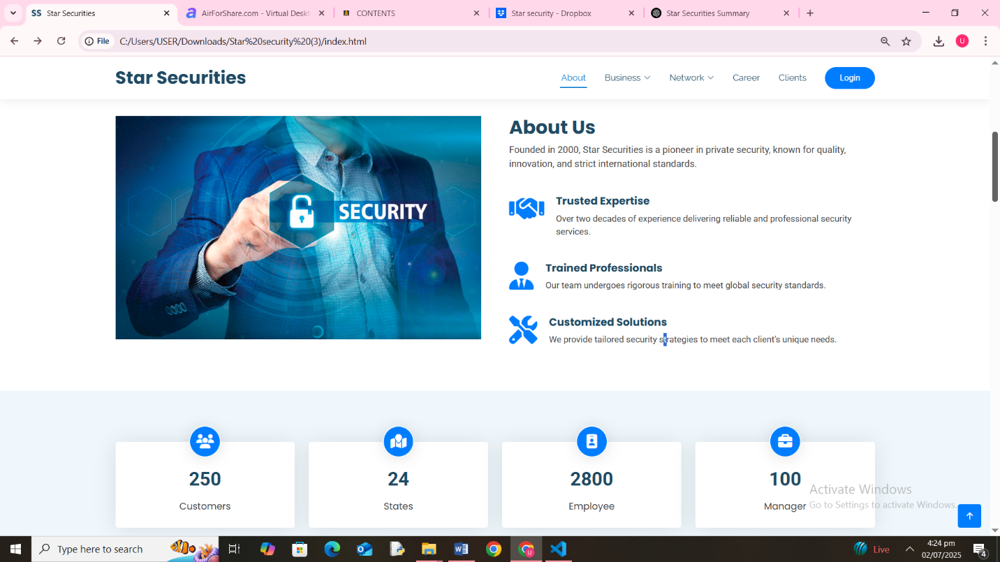 SS Star Securities
AirForShare.com - Virtual Deskt
CONTENTS
Star security - Dropbox
Star Securities Summary
File
C:/Users/USER/Downloads/Star%20security%20(3)/index.html
U
Star Securities
About
Business
Network
Career
Clients
Login
SECURITY
About Us
Founded in 2000, Star Securities is a pioneer in private security, known for quality,
innovation, and strict international standards.
Trusted Expertise
Over two decades of experience delivering reliable and professional security
services.
Trained Professionals
Our team undergoes rigorous training to meet global security standards.
Customized Solutions
We provide tailored security strategies to meet each client's unique needs.
250
Customers
24
States
2800
Employee
100
Manager
Activate Windows
Go to Settings to activate Windows.
Type here to search
U
Live
4:24 pm
02/07/2025
4